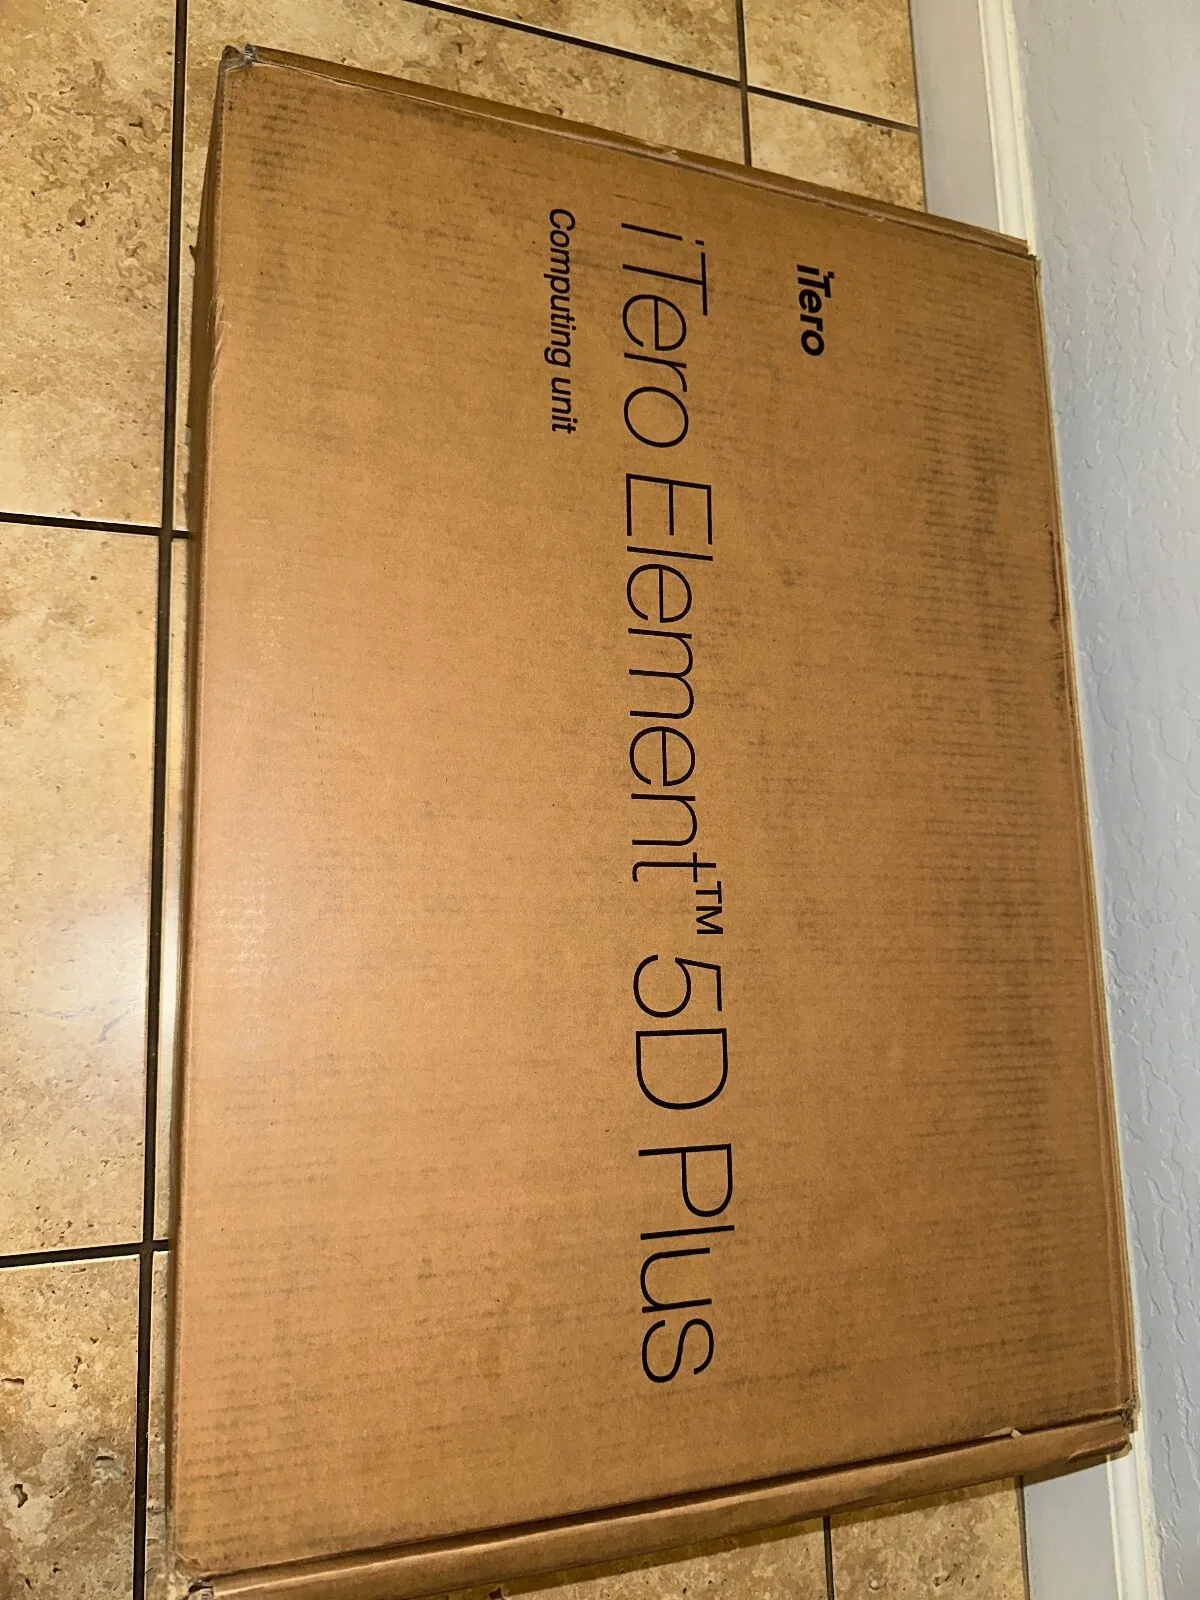 iTero
iTero Element™ 5D Plus
Computing unit